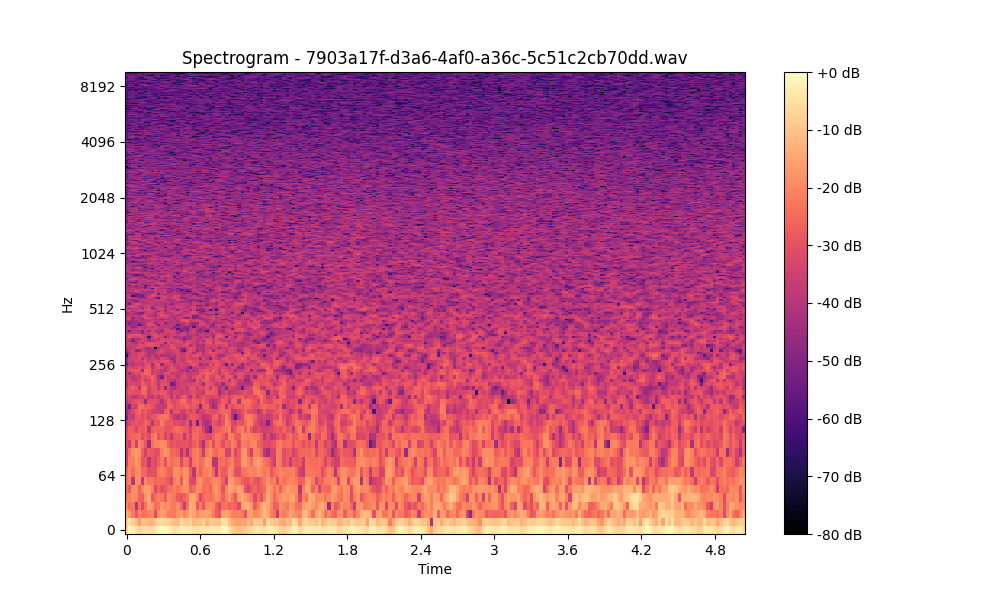 Spectrogram - 7903a17f-d3a6-4af0-a36c-5c51c2cb70dd.wav
Hz
8192
4096
2048
1024
512
256
128
64
0
0 0.6 1.2 1.8 2.4 3 3.6 4.2 4.8
Time
+0 dB
-10 dB
-20 dB
-30 dB
-40 dB
-50 dB
-60 dB
-70 dB
-80 dB